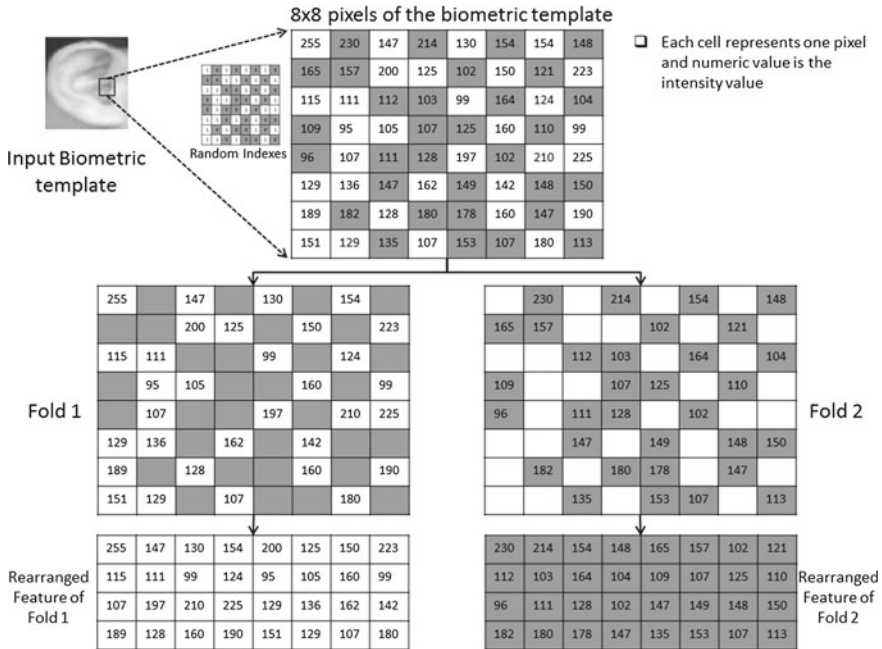 8x8 pixels of the biometric template
255 230 147 214 130 154 154 148
165 157 200 125 102 150 121 223
115 111 112 103 99 164 124 104
109 95 105 107 125 160 110 99
96 107 111 128 197 102 210 225
129 136 147 162 149 142 148 150
189 182 128 180 178 160 147 190
151 129 135 107 153 107 180 113
Each cell represents one pixel
and numeric value is the
intensity value
Random Indexes
Input Biometric
template
Fold 1
255 147 130 154
200 125 150 223
115 111 99 124
95 105 160 99
107 197 210 225
129 136 162 142
189 128 160 190
151 129 107 180
230 214 154 148
165 157 102 121
112 103 164 104
109 107 125 110
96 111 128 102
147 149 148 150
182 180 178 147
135 153 107 113
Fold 2
Rearranged
Feature of
Fold 1
255 147 130 154 200 125 150 223
115 111 99 124 95 105 160 99
107 197 210 225 129 136 162 142
189 128 160 190 151 129 107 180
230 214 154 148 165 157 102 121
112 103 164 104 109 107 125 110
96 111 128 102 147 149 148 150
182 180 178 147 135 153 107 113
Rearranged
Feature of
Fold 2